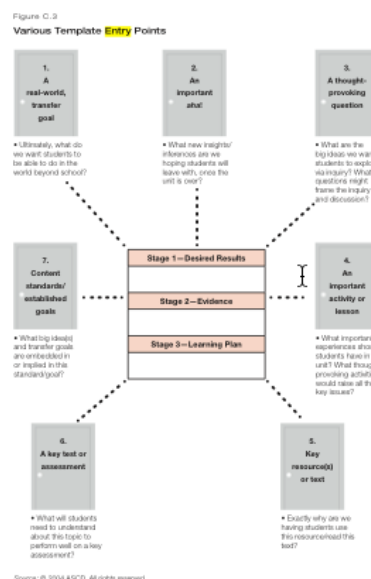 Figure C.3
Various Template Entry Points
1.
A
real-world,
transfer
goal
• Ultimately, what do
we want students to
be able to do in the
world beyond school?
2.
An
important
aha!
• What new insights/
inferences are we
hoping students will
leave with, once the
unit is over?
3.
A thought-
provoking
question
• What are the
big ideas we
students to
via inquiry?
questions might
frame the inquiry
and discussion?
Stage 1—Desired Results
Stage 2—Evidence
Stage 3—Learning Plan
7.
Content
standards/
established
goals
• What big idea(s)
and transfer goals
are embedded in
or implied in this
standard/goal?
4.
An
important
activity or
lesson
• What
experiences
students have in
unit? What
provoking
would raise all
key issues?
6.
A key test or
assessment
• What will students
need to understand
about this topic to
perform well on a key
assessment?
5.
Key
resource(s)
or text
• Exactly why are we
having students use
this resource/read this
text?
Source: © 2004 ASCD. All rights reserved.